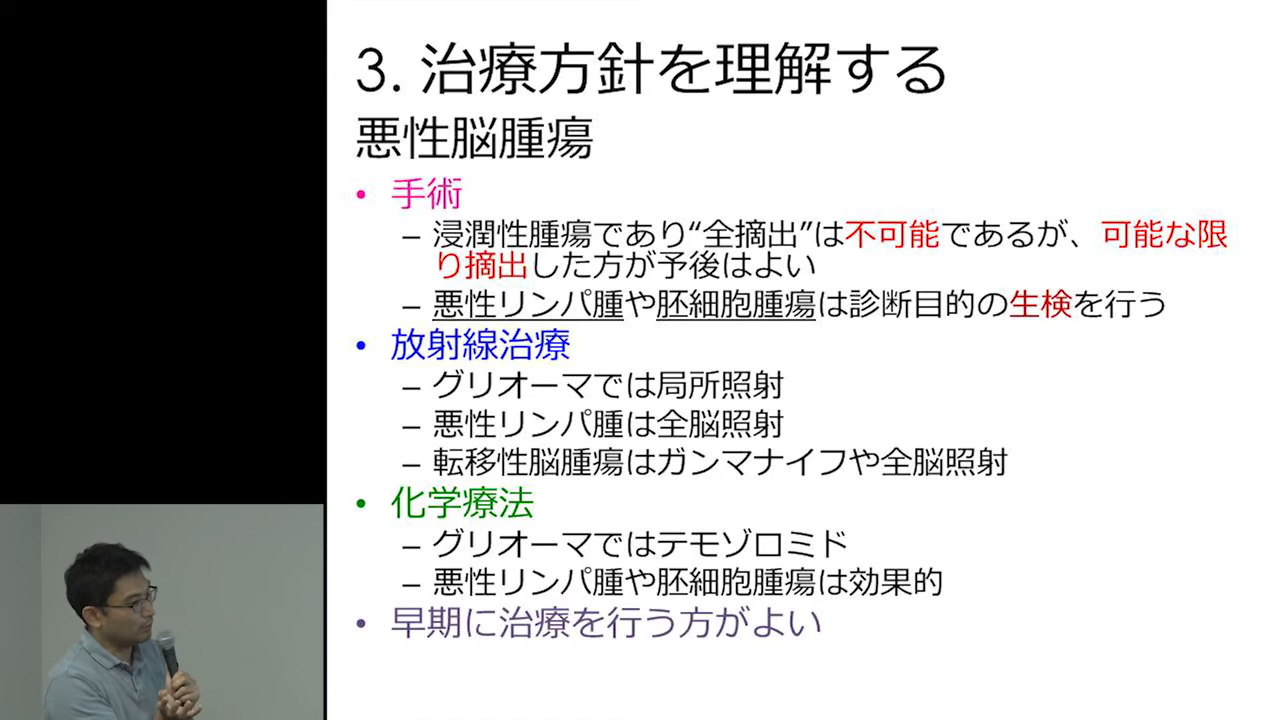 3. 治療方針を理解する
悪性脳腫瘍
• 手術
– 浸潤性腫瘍であり“全摘出”は不可能であるが、可能な限
り摘出した方が予後はよい
– 悪性リンパ腫や胚細胞腫瘍は診断目的の生検を行う
• 放射線治療
– グリオーマでは局所照射
– 悪性リンパ腫は全脳照射
– 転移性脳腫瘍はガンマナイフや全脳照射
• 化学療法
– グリオーマではテモゾロミド
– 悪性リンパ腫や胚細胞腫瘍は効果的
• 早期に治療を行う方がよい